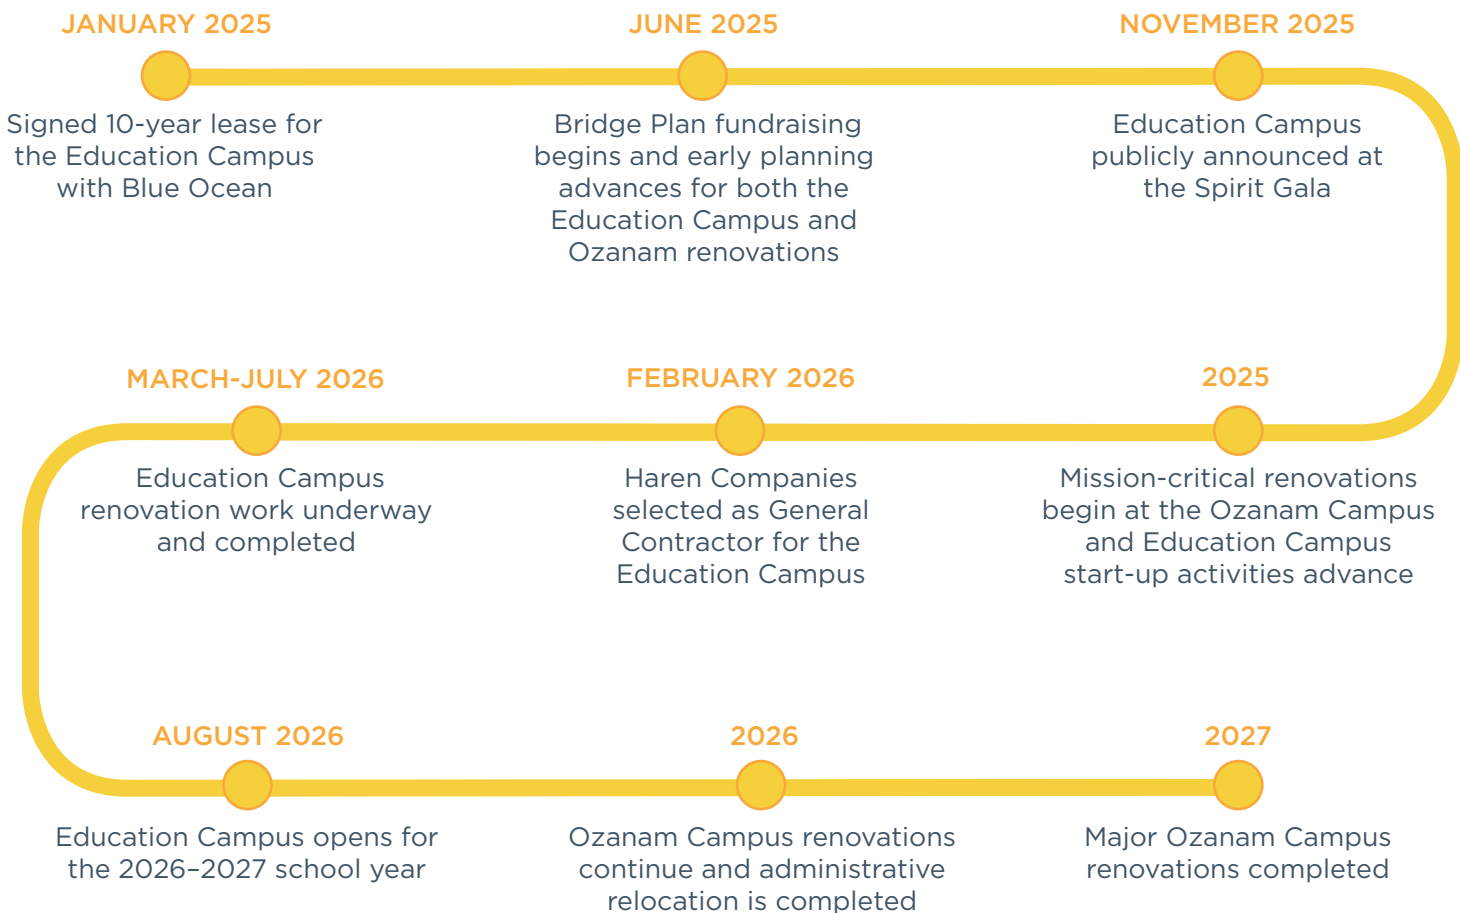 JANUARY 2025
Signed 10-year lease for
the Education Campus
with Blue Ocean
JUNE 2025
Bridge Plan fundraising
begins and early planning
advances for both the
Education Campus and
Ozanam renovations
NOVEMBER 2025
Education Campus
publicly announced at
the Spirit Gala
2025
Mission-critical renovations
begin at the Ozanam Campus
and Education Campus
start-up activities advance
FEBRUARY 2026
Haren Companies
selected as General
Contractor for the
Education Campus
MARCH-JULY 2026
Education Campus
renovation work underway
and completed
AUGUST 2026
Education Campus opens for
the 2026–2027 school year
2026
Ozanam Campus renovations
continue and administrative
relocation is completed
2027
Major Ozanam Campus
renovations completed